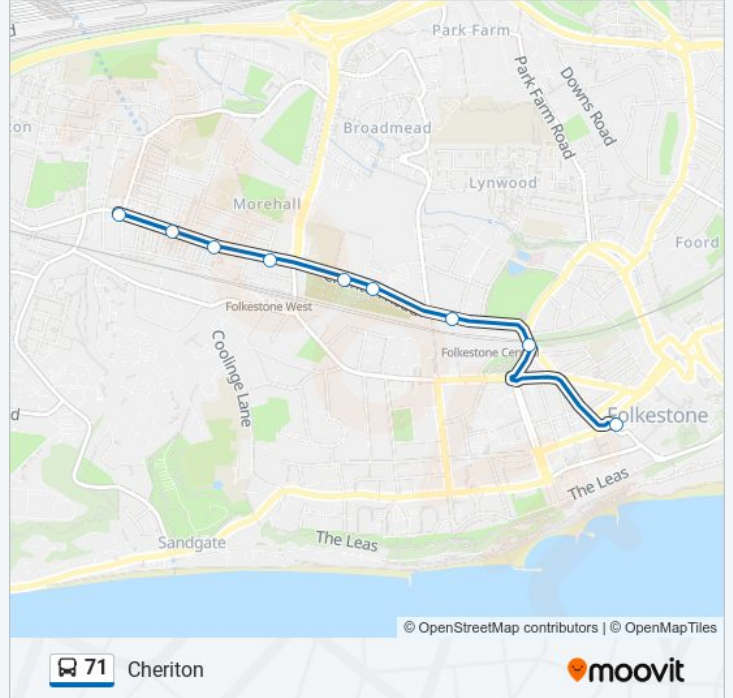 Park Farm
Park Farm Road
Downs Road
Broadmead
Lynwood
Morehall
Foord
Folkestone West
Coolinge Lane
Folkestone Cen
Folkestone
The Leas
The Leas
Sandgate
© OpenStreetMap contributors | © OpenMapTiles
71 Cheriton
moovit